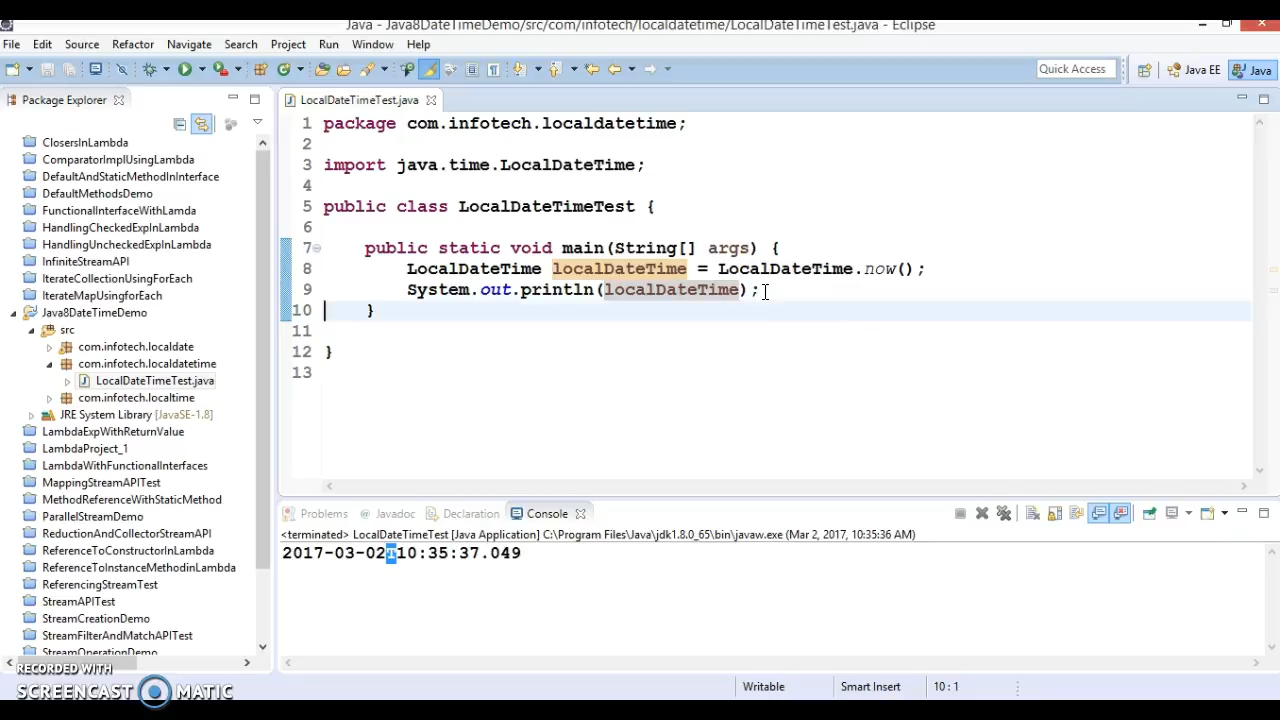 Java - Java8DateTimeDemo/src/com/infotech/localdatetime/LocalDateTimeTest.java - Eclipse
File Edit Source Refactor Navigate Search Project Run Window Help
Quick Access
Java EE
Java
Package Explorer
ClosersInLambda
ComparatorImplUsingLambda
DefaultAndStaticMethodInInterface
DefaultMethodsDemo
FunctionalInterfaceWithLamda
HandlingCheckedExpInLambda
HandlingUncheckedExpInLambda
InfiniteStreamAPI
IterateCollectionUsingForEach
IterateMapUsingforEach
Java8DateTimeDemo
src
com.infotech.localdate
com.infotech.localdatetime
LocalDateTimeTest.java
com.infotech.localtime
JRE System Library [JavaSE-1.8]
LambdaExpWithReturnValue
LambdaProject_1
LambdaWithFunctionalInterfaces
MappingStreamAPITest
MethodReferenceWithStaticMethod
ParallelStreamDemo
ReductionAndCollectorStreamAPI
ReferenceToConstructorInLambda
ReferenceToInstanceMethodinLambda
ReferencingStreamTest
StreamAPITest
StreamCreationDemo
StreamFilterAndMatchAPITest
StreamOperationDemo
LocalDateTimeTest.java
1 package com.infotech.localdatetime;
2
3 import java.time.LocalDateTime;
4
5 public class LocalDateTimeTest {
6
7 public static void main(String[] args) {
8 LocalDateTime localDateTime = LocalDateTime.now();
9 System.out.println(localDateTime);
10 }
11
12 }
13
Problems Javadoc Declaration Console
<terminated> LocalDateTimeTest [Java Application] C:\Program Files\Java\jdk1.8.0_65\bin\javaw.exe (Mar 2, 2017, 10:35:36 AM)
2017-03-02T10:35:37.049
Writable Smart Insert 10 : 1
RECORDED WITH
SCREENCAST MATIC